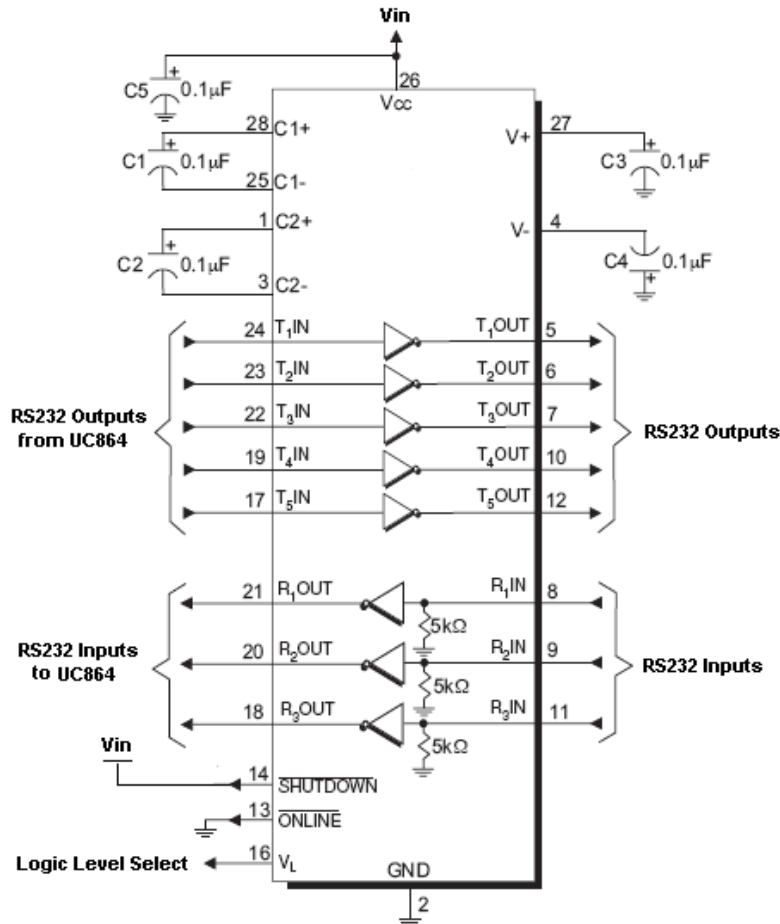 Vin
26
Vcc
C5 + 0.1µF
28 C1+
C1 + 0.1µF
25 C1-
1 C2+
C2 + 0.1µF
3 C2-
V+ 27
C3 + 0.1µF
V- 4
C4 0.1µF
+
24 T1IN T1OUT 5
23 T2IN T2OUT 6
22 T3IN T3OUT 7
19 T4IN T4OUT 10
17 T5IN T5OUT 12
RS232 Outputs
from UC864
RS232 Outputs
21 R1OUT R1IN 8
5kΩ
20 R2OUT R2IN 9
5kΩ
18 R3OUT R3IN 11
5kΩ
RS232 Inputs
to UC864
RS232 Inputs
Vin
14 SHUTDOWN
13 ONLINE
Logic Level Select 16 VL
GND
2